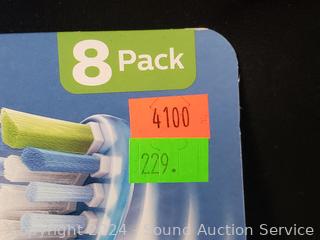 8 Pack
4100
229.
Copyright 2024 - Sound Auction Service